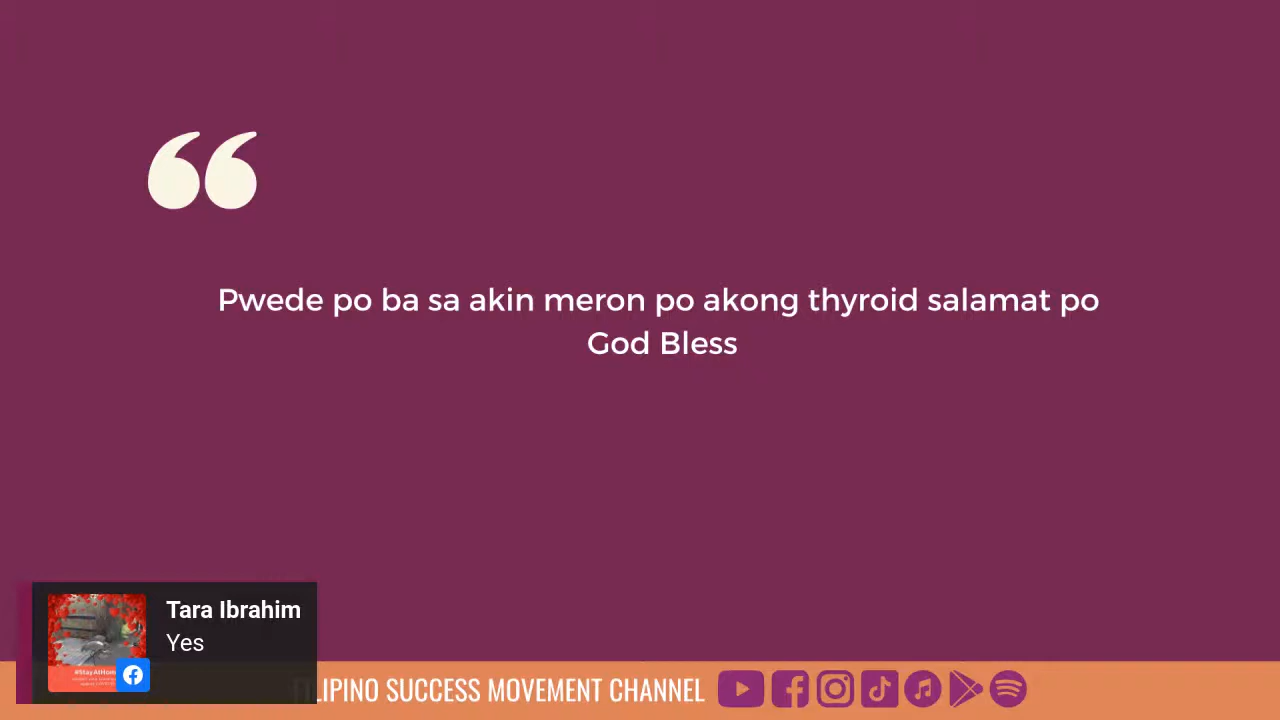 Pwede po ba sa akin meron po akong thyroid salamat po
God Bless
Tara Ibrahim
Yes
FILIPINO SUCCESS MOVEMENT CHANNEL